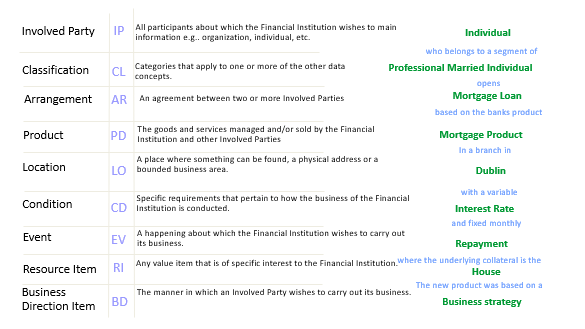 Involved Party IP All participants about which the Financial Institution wishes to main
information e.g.. organization, individual, etc.
Individual
who belongs to a segment of
Classification CL Categories that apply to one or more of the other data
concepts.
Professional Married Individual
opens
Arrangement AR An agreement between two or more Involved Parties
Mortgage Loan
based on the banks product
Product PD The goods and services managed and/or sold by the Financial
Institution and other Involved Parties
Mortgage Product
In a branch in
Location LO A place where something can be found, a physical address or a
bounded business area.
Dublin
with a variable
Condition CD Specific requirements that pertain to how the business of the Financial
Institution is conducted.
Interest Rate
and fixed monthly
Event EV A happening about which the Financial Institution wishes to carry out
its business.
Repayment
Resource Item RI Any value item that is of specific interest to the Financial Institution.
where the underlying collateral is the
House
The new product was based on a
Business
Direction Item BD The manner in which an Involved Party wishes to carry out its business.
Business strategy